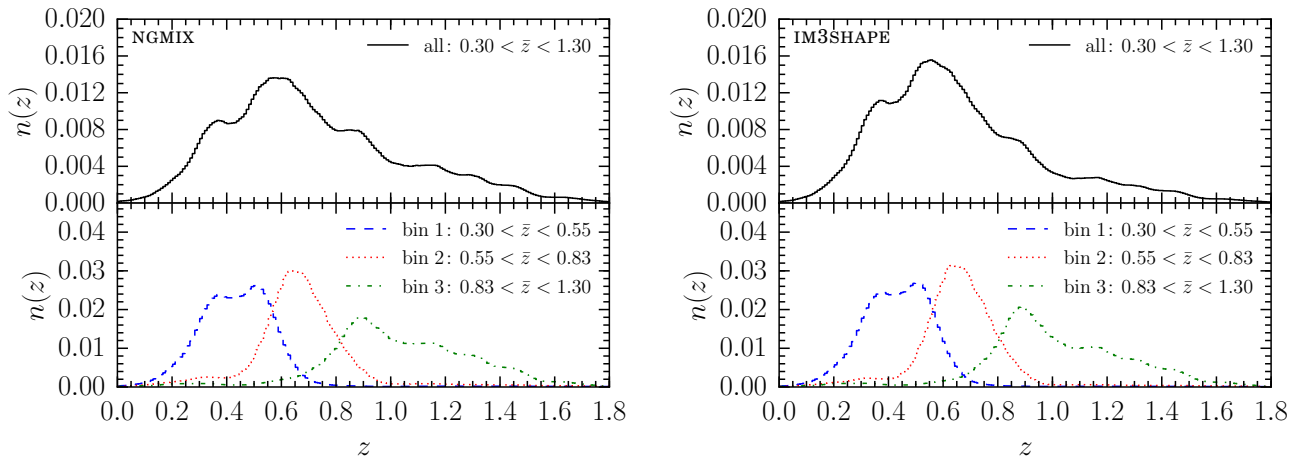 NGMIX
all: 0.30 < z̄ < 1.30
n(z)
0.020
0.016
0.012
0.008
0.004
0.000
bin 1: 0.30 < z̄ < 0.55
bin 2: 0.55 < z̄ < 0.83
bin 3: 0.83 < z̄ < 1.30
n(z)
0.04
0.03
0.02
0.01
0.00
0.0 0.2 0.4 0.6 0.8 1.0 1.2 1.4 1.6 1.8
z
IM3SHAPE
all: 0.30 < z̄ < 1.30
n(z)
0.020
0.016
0.012
0.008
0.004
0.000
bin 1: 0.30 < z̄ < 0.55
bin 2: 0.55 < z̄ < 0.83
bin 3: 0.83 < z̄ < 1.30
n(z)
0.04
0.03
0.02
0.01
0.00
0.0 0.2 0.4 0.6 0.8 1.0 1.2 1.4 1.6 1.8
z